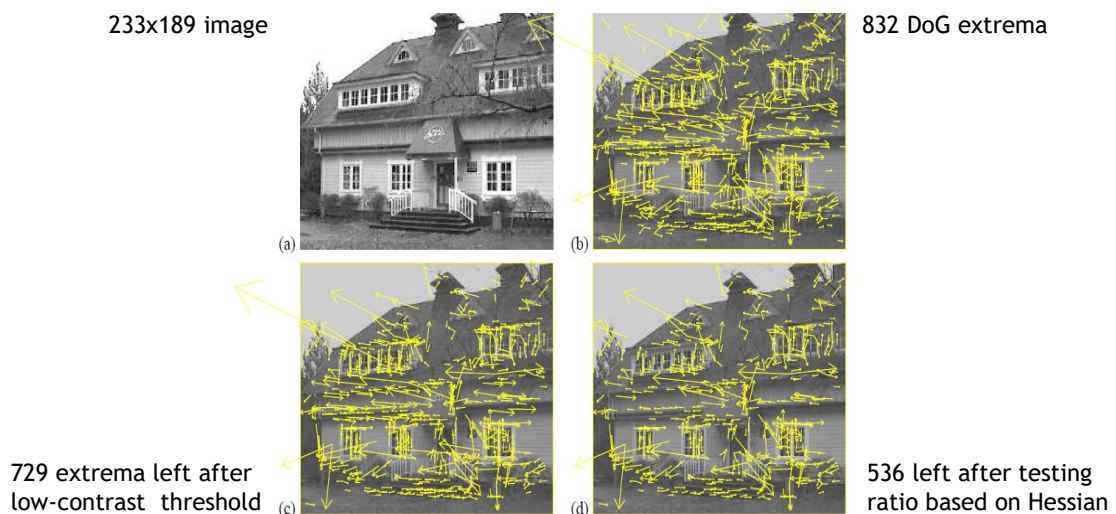 233x189 image
832 DoG extrema
(a)
(b)
729 extrema left after
low-contrast threshold
(c)
(d)
536 left after testing
ratio based on Hessian